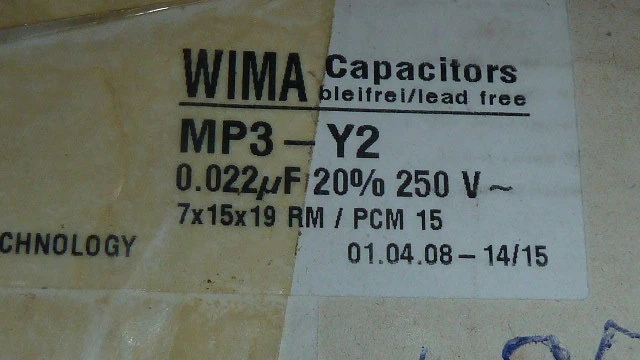 WIMA Capacitors
bleifrei/lead free
MP3 - Y2
0.022µF 20% 250 V ~
7x15x19 RM / PCM 15
CHNOLOGY
01.04.08 - 14/15